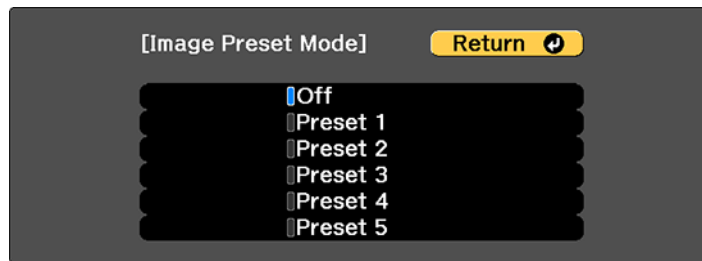 [Image Preset Mode] Return
Off
Preset 1
Preset 2
Preset 3
Preset 4
Preset 5